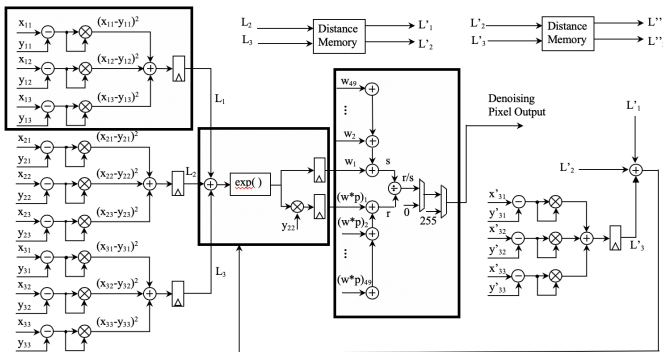 x11
(x11-y11)2
y11
x12
(x12-y12)2
y12
x13
(x13-y13)2
y13
L1
x21
(x21-y21)2
y21
x22
(x22-y22)2
L2
y22
x23
(x23-y23)2
y23
x31
(x31-y31)2
y31
L3
x32
(x32-y32)2
y32
x33
(x33-y33)2
y33
exp( )
y22
L2
L3
Distance
Memory
L'1
L'2
L'2
L'3
Distance
Memory
L''
L''
w49
...
w2
w1
s
r/s
÷
r
0
255
(w*p)1
(w*p)2
...
(w*p)49
Denoising
Pixel Output
L'1
L'2
L'3
x'31
y'31
x'32
y'32
x'33
y'33